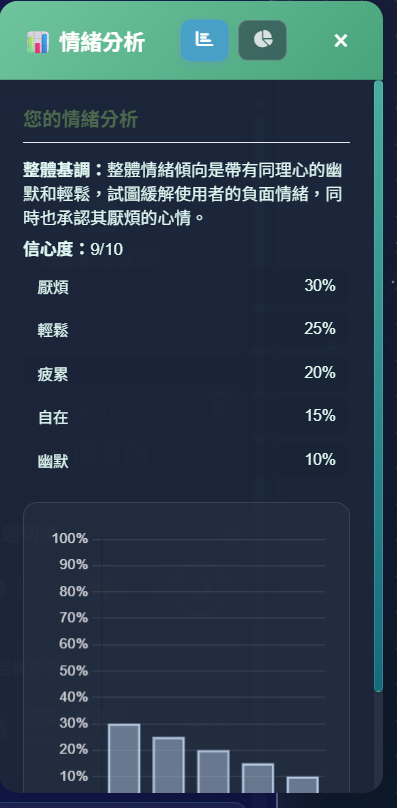 情緒分析
您的情緒分析
整體基調：整體情緒傾向是帶有同理心的幽
默和輕鬆，試圖緩解使用者的負面情緒，同
時也承認其厭煩的心情。
信心度：9/10
厭煩 30%
輕鬆 25%
疲累 20%
自在 15%
幽默 10%
100%
90%
80%
70%
60%
50%
40%
30%
20%
10%